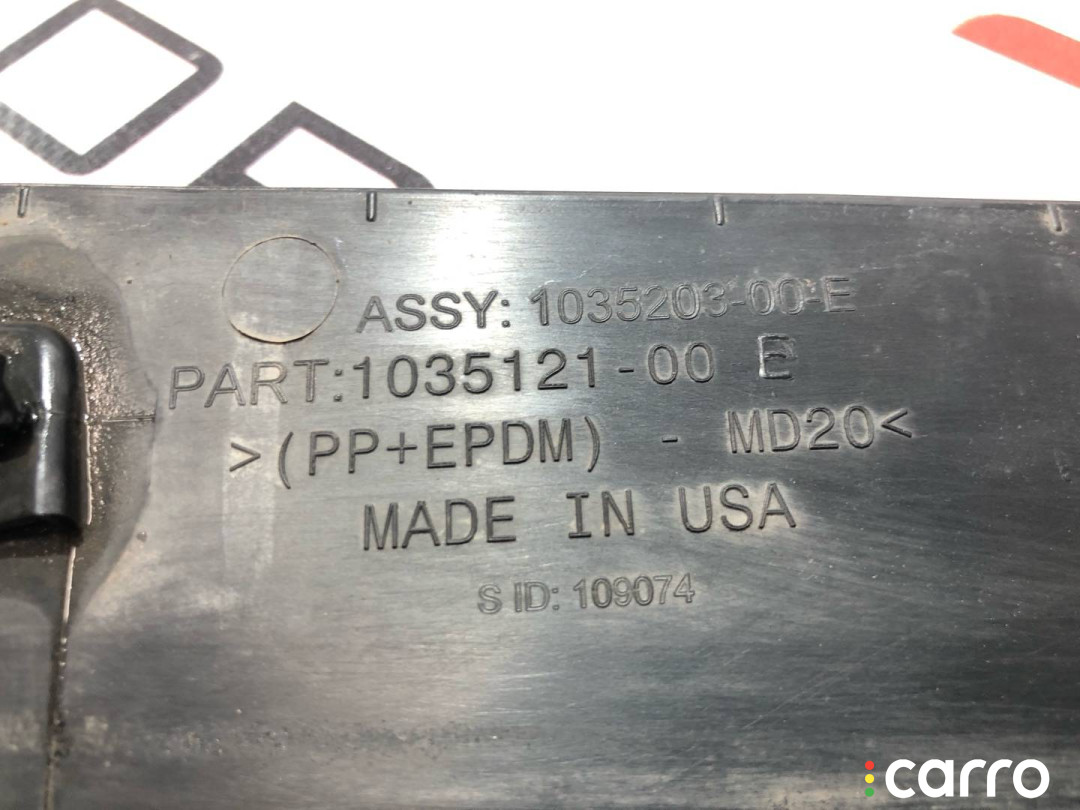 ASSY: 1035203-00-E
PART:1035121-00 E
>(PP+EPDM) - MD20<
MADE IN USA
S ID: 109074
carro